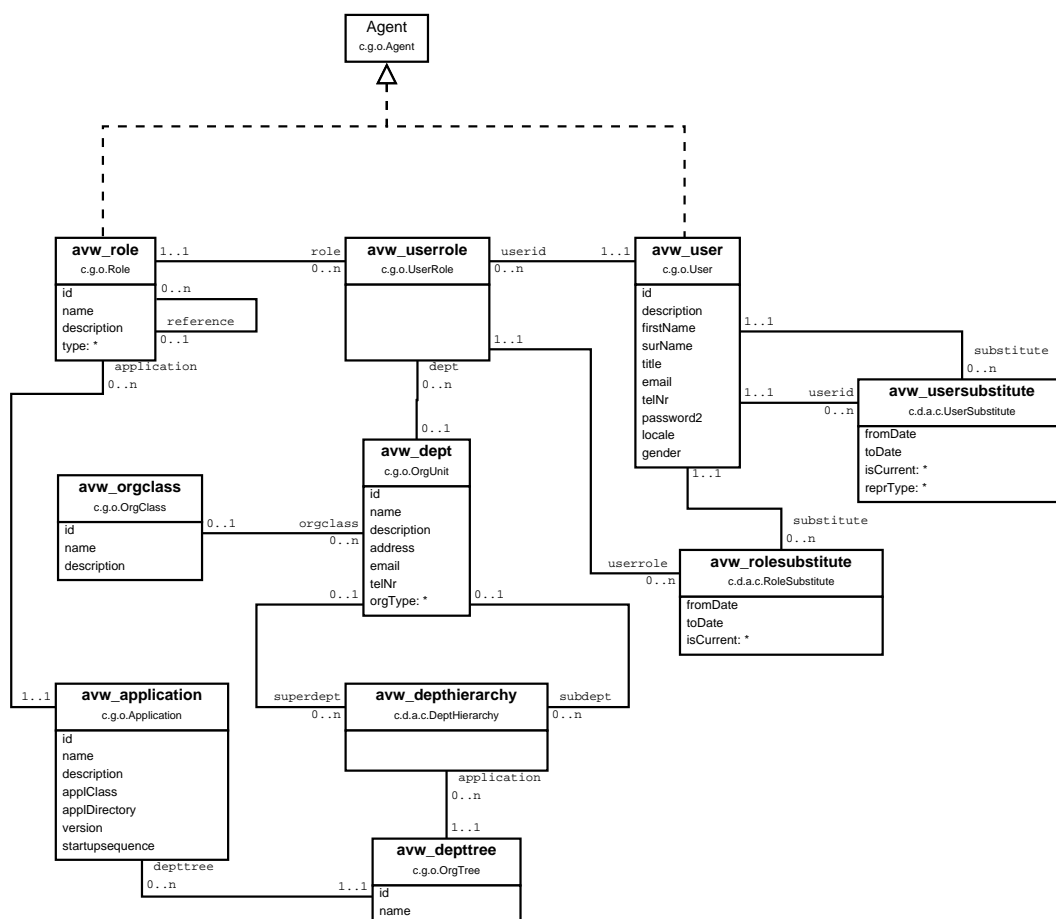 Agent
c.g.o.Agent
avw_role
c.g.o.Role
id
name
description
type: *
1..1
role
0..n
0..n
reference
0..1
application
0..n
avw_userrole
c.g.o.UserRole
userid
0..n
1..1
1..1
dept
0..n
0..1
avw_user
c.g.o.User
id
description
firstName
surName
title
email
telNr
password2
locale
gender
1..1
substitute
0..n
1..1
userid
0..n
avw_usersubstitute
c.d.a.c.UserSubstitute
fromDate
toDate
isCurrent: *
reprType: *
1..1
substitute
0..n
userrole
0..n
avw_rolesubstitute
c.d.a.c.RoleSubstitute
fromDate
toDate
isCurrent: *
avw_orgclass
c.g.o.OrgClass
id
name
description
0..1
orgclass
0..n
avw_dept
c.g.o.OrgUnit
id
name
description
address
email
telNr
orgType: *
0..1
0..1
superdept
0..n
subdept
0..n
avw_depthierarchy
c.d.a.c.DeptHierarchy
application
0..n
1..1
1..1
avw_application
c.g.o.Application
id
name
description
applClass
applDirectory
version
startupsequence
depttree
0..n
1..1
avw_depttree
c.g.o.OrgTree
id
name